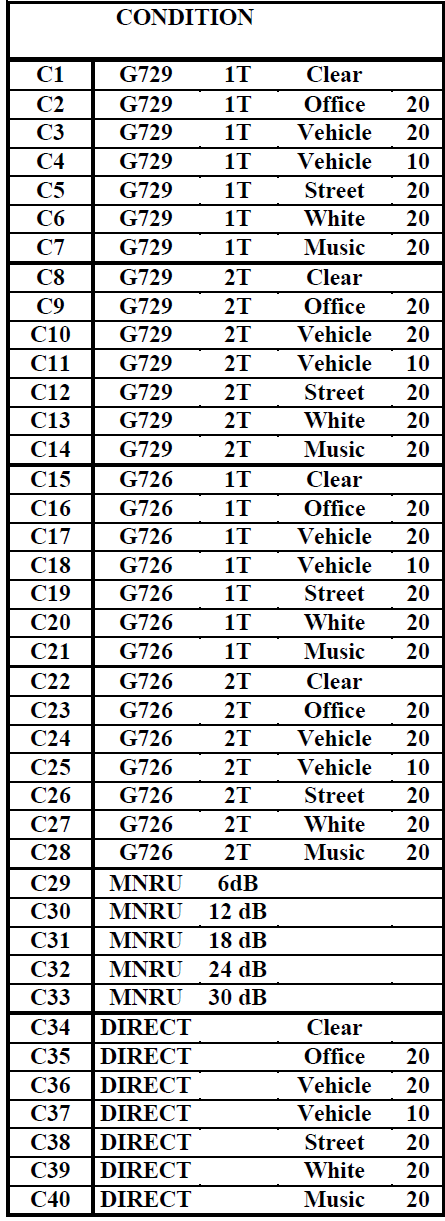 CONDITION
C1 G729 1T Clear
C2 G729 1T Office 20
C3 G729 1T Vehicle 20
C4 G729 1T Vehicle 10
C5 G729 1T Street 20
C6 G729 1T White 20
C7 G729 1T Music 20
C8 G729 2T Clear
C9 G729 2T Office 20
C10 G729 2T Vehicle 20
C11 G729 2T Vehicle 10
C12 G729 2T Street 20
C13 G729 2T White 20
C14 G729 2T Music 20
C15 G726 1T Clear
C16 G726 1T Office 20
C17 G726 1T Vehicle 20
C18 G726 1T Vehicle 10
C19 G726 1T Street 20
C20 G726 1T White 20
C21 G726 1T Music 20
C22 G726 2T Clear
C23 G726 2T Office 20
C24 G726 2T Vehicle 20
C25 G726 2T Vehicle 10
C26 G726 2T Street 20
C27 G726 2T White 20
C28 G726 2T Music 20
C29 MNRU 6dB
C30 MNRU 12 dB
C31 MNRU 18 dB
C32 MNRU 24 dB
C33 MNRU 30 dB
C34 DIRECT Clear
C35 DIRECT Office 20
C36 DIRECT Vehicle 20
C37 DIRECT Vehicle 10
C38 DIRECT Street 20
C39 DIRECT White 20
C40 DIRECT Music 20